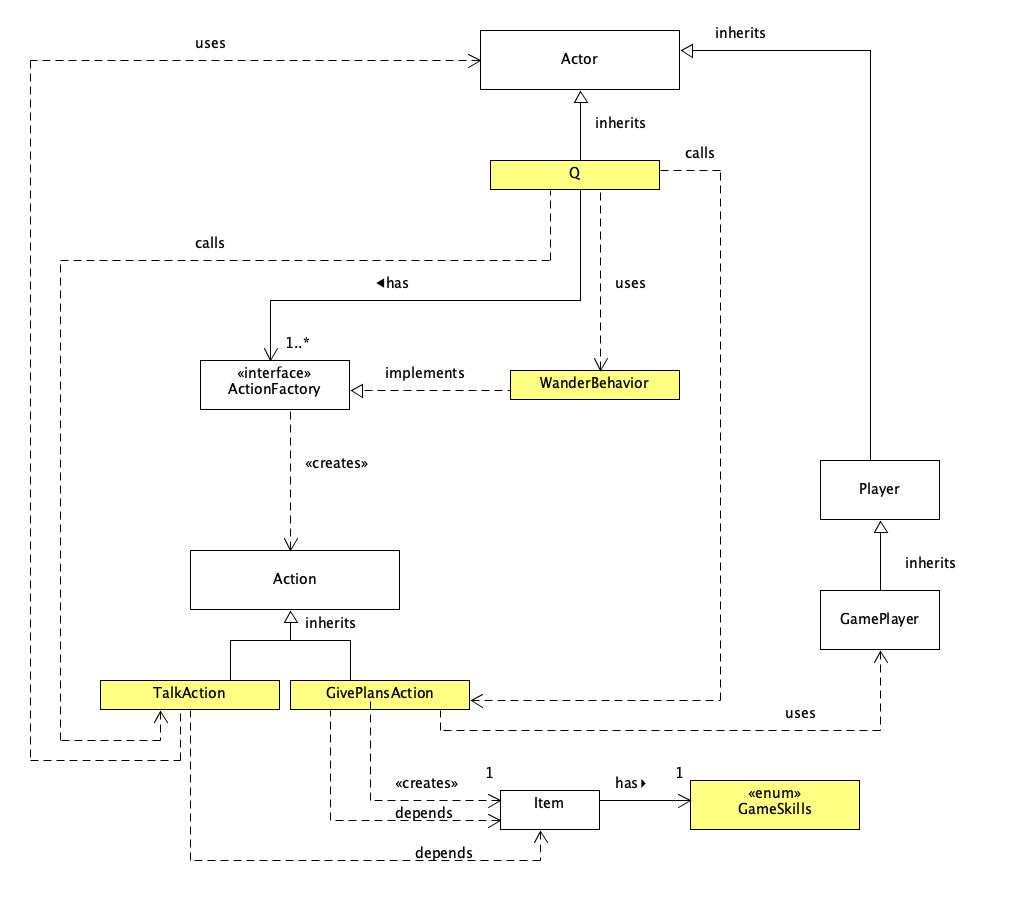 inherits
uses
Actor
inherits
calls
Q
calls
◀has
uses
1..*
«interface»
ActionFactory
implements
WanderBehavior
«creates»
Player
inherits
Action
GamePlayer
inherits
TalkAction
GivePlansAction
uses
«creates»
1
has▶
1
«enum»
GameSkills
Item
depends
depends